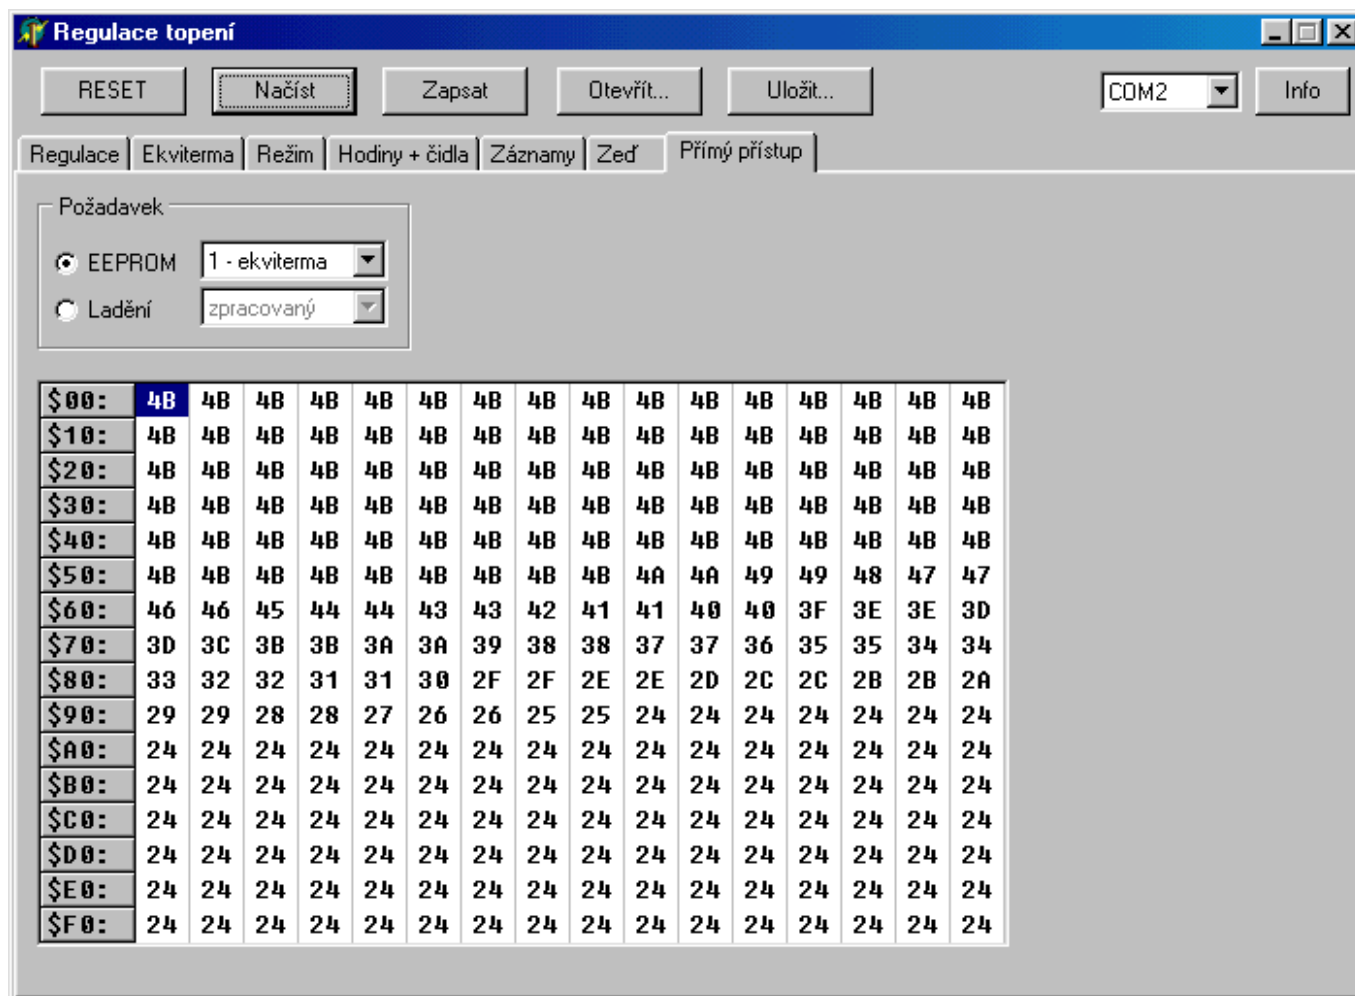 Regulace topení
RESET Načíst Zapsat Otevřít... Uložit... COM2 Info
Regulace Ekviterma Režim Hodiny + čidla Záznamy Zeď Přímý přístup
Požadavek
EEPROM 1 - ekviterma
Ladění zpracovaný
$00: 4B 4B 4B 4B 4B 4B 4B 4B 4B 4B 4B 4B 4B 4B 4B 4B
$10: 4B 4B 4B 4B 4B 4B 4B 4B 4B 4B 4B 4B 4B 4B 4B 4B
$20: 4B 4B 4B 4B 4B 4B 4B 4B 4B 4B 4B 4B 4B 4B 4B 4B
$30: 4B 4B 4B 4B 4B 4B 4B 4B 4B 4B 4B 4B 4B 4B 4B 4B
$40: 4B 4B 4B 4B 4B 4B 4B 4B 4B 4B 4B 4B 4B 4B 4B 4B
$50: 4B 4B 4B 4B 4B 4B 4B 4B 4B 4A 4A 49 49 48 47 47
$60: 46 46 45 44 44 43 43 42 41 41 40 40 3F 3E 3E 3D
$70: 3D 3C 3B 3B 3A 3A 39 38 38 37 37 36 35 35 34 34
$80: 33 32 32 31 31 30 2F 2F 2E 2E 2D 2C 2C 2B 2B 2A
$90: 29 29 28 28 27 26 26 25 25 24 24 24 24 24 24 24
$A0: 24 24 24 24 24 24 24 24 24 24 24 24 24 24 24 24
$B0: 24 24 24 24 24 24 24 24 24 24 24 24 24 24 24 24
$C0: 24 24 24 24 24 24 24 24 24 24 24 24 24 24 24 24
$D0: 24 24 24 24 24 24 24 24 24 24 24 24 24 24 24 24
$E0: 24 24 24 24 24 24 24 24 24 24 24 24 24 24 24 24
$F0: 24 24 24 24 24 24 24 24 24 24 24 24 24 24 24 24